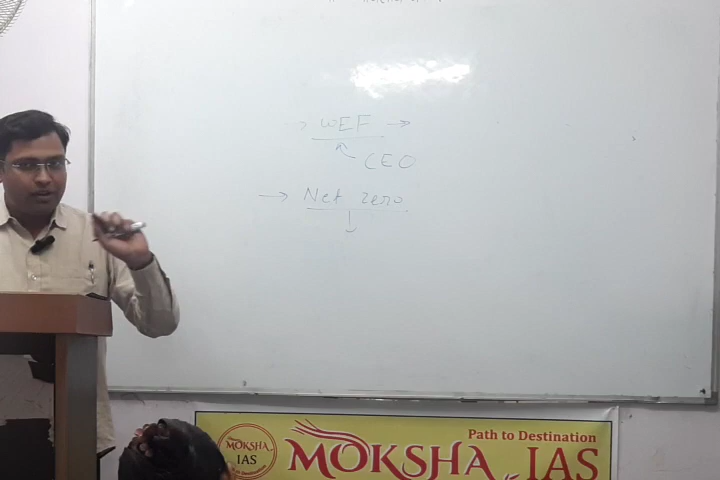 → WEF →
CEO
→ Net zero
Path to Destination
MOKSHA IAS
MOKSHA
IAS